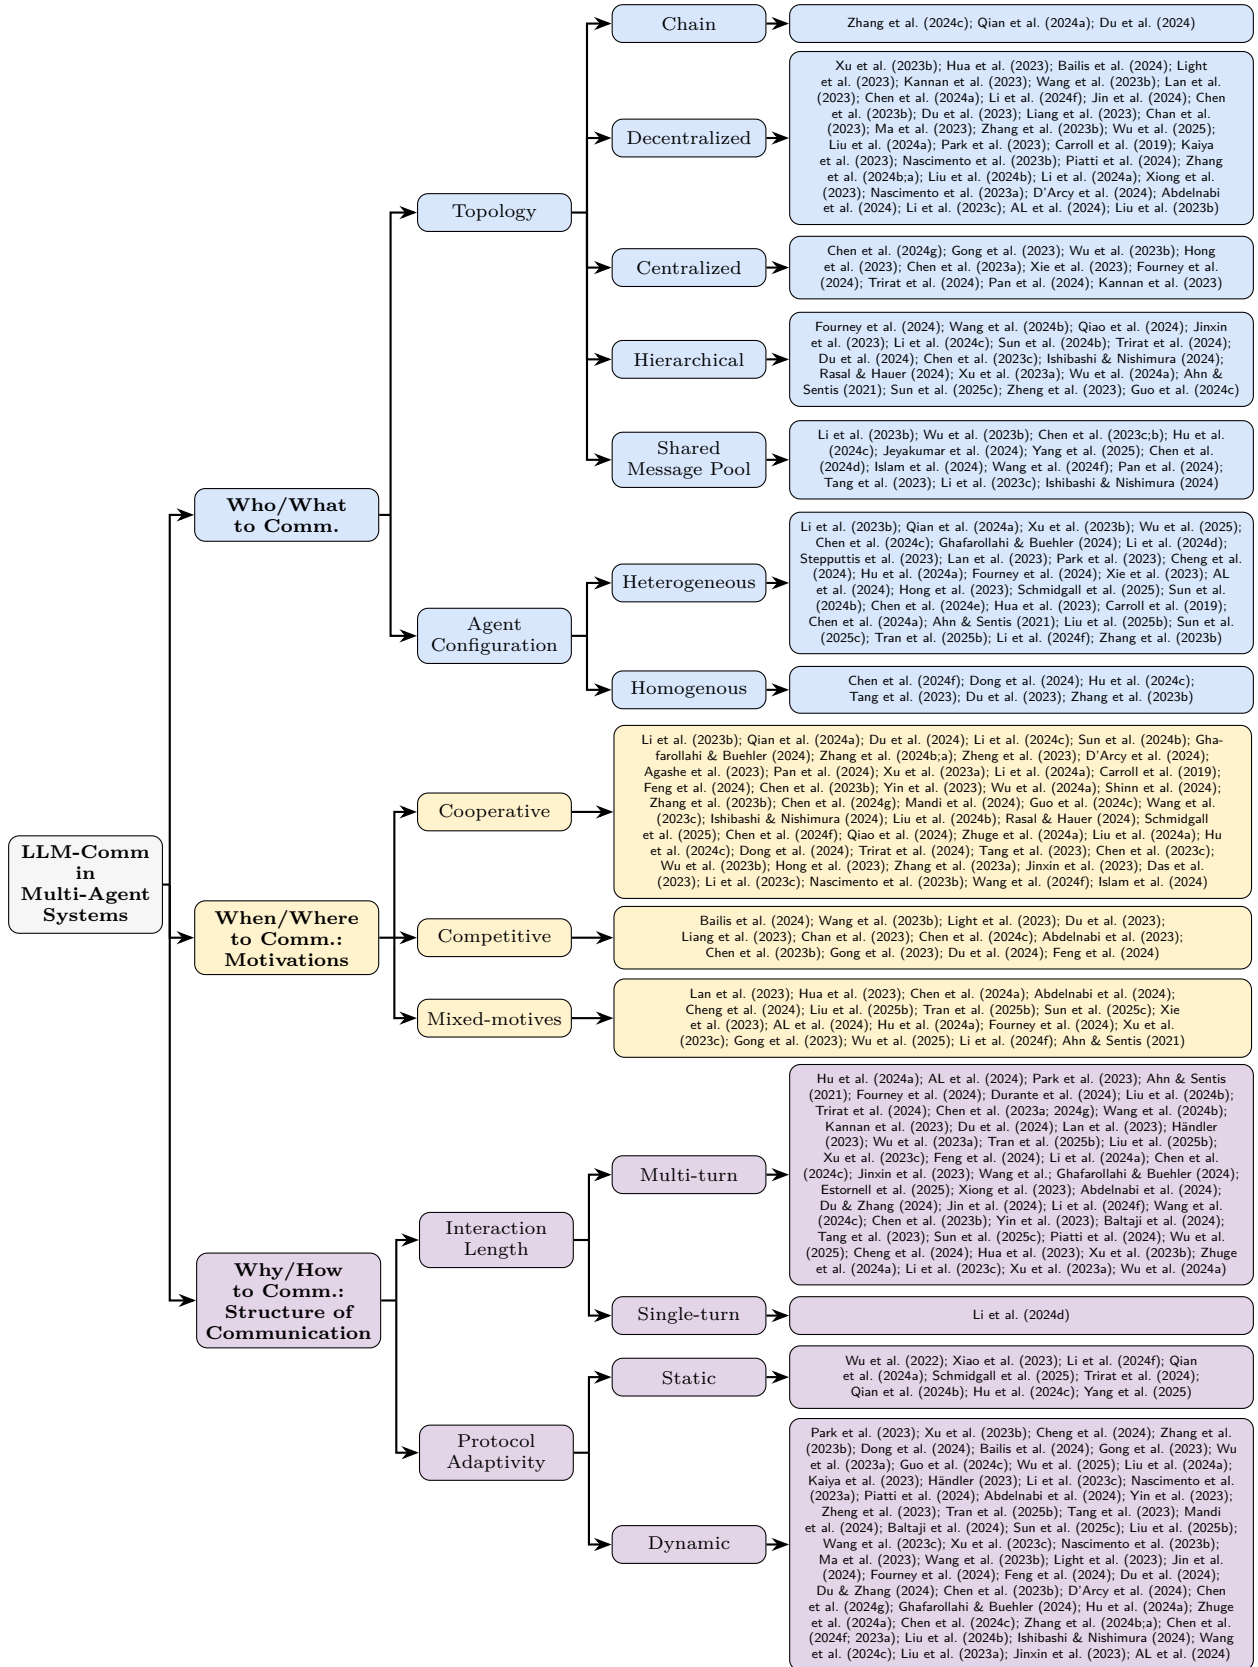 LLM-Comm
in
Multi-Agent
Systems
Who/What
to Comm.
Topology
Chain
Zhang et al. (2024c); Qian et al. (2024a); Du et al. (2024)
Decentralized
Xu et al. (2023b); Hua et al. (2023); Bailis et al. (2024); Light
et al. (2023); Kannan et al. (2023); Wang et al. (2023b); Lan et al.
(2023); Chen et al. (2024a); Li et al. (2024f); Jin et al. (2024); Chen
et al. (2023b); Du et al. (2023); Liang et al. (2023); Chan et al.
(2023); Ma et al. (2023); Zhang et al. (2023b); Wu et al. (2025);
Liu et al. (2024a); Park et al. (2023); Carroll et al. (2019); Kaiya
et al. (2023); Nascimento et al. (2023b); Piatti et al. (2024); Zhang
et al. (2024b;a); Liu et al. (2024b); Li et al. (2024a); Xiong et al.
(2023); Nascimento et al. (2023a); D'Arcy et al. (2024); Abdelnabi
et al. (2024); Li et al. (2023c); AL et al. (2024); Liu et al. (2023b)
Centralized
Chen et al. (2024g); Gong et al. (2023); Wu et al. (2023b); Hong
et al. (2023); Chen et al. (2023a); Xie et al. (2023); Fourney et al.
(2024); Trirat et al. (2024); Pan et al. (2024); Kannan et al. (2023)
Hierarchical
Fourney et al. (2024); Wang et al. (2024b); Qiao et al. (2024); Jinxin
et al. (2023); Li et al. (2024c); Sun et al. (2024b); Trirat et al. (2024);
Du et al. (2024); Chen et al. (2023c); Ishibashi & Nishimura (2024);
Rasal & Hauer (2024); Xu et al. (2023a); Wu et al. (2024a); Ahn &
Sentis (2021); Sun et al. (2025c); Zheng et al. (2023); Guo et al. (2024c)
Shared
Message Pool
Li et al. (2023b); Wu et al. (2023b); Chen et al. (2023c;b); Hu et al.
(2024c); Jeyakumar et al. (2024); Yang et al. (2025); Chen et al.
(2024d); Islam et al. (2024); Wang et al. (2024f); Pan et al. (2024);
Tang et al. (2023); Li et al. (2023c); Ishibashi & Nishimura (2024)
Agent
Configuration
Heterogeneous
Li et al. (2023b); Qian et al. (2024a); Xu et al. (2023b); Wu et al. (2025);
Chen et al. (2024c); Ghafarollahi & Buehler (2024); Li et al. (2024d);
Stepputtis et al. (2023); Lan et al. (2023); Park et al. (2023); Cheng et al.
(2024); Hu et al. (2024a); Fourney et al. (2024); Xie et al. (2023); AL
et al. (2024); Hong et al. (2023); Schmidgall et al. (2025); Sun et al.
(2024b); Chen et al. (2024e); Hua et al. (2023); Carroll et al. (2019);
Chen et al. (2024a); Ahn & Sentis (2021); Liu et al. (2025b); Sun et al.
(2025c); Tran et al. (2025b); Li et al. (2024f); Zhang et al. (2023b)
Homogenous
Chen et al. (2024f); Dong et al. (2024); Hu et al. (2024c);
Tang et al. (2023); Du et al. (2023); Zhang et al. (2023b)
When/Where
to Comm.:
Motivations
Cooperative
Li et al. (2023b); Qian et al. (2024a); Du et al. (2024); Li et al. (2024c); Sun et al. (2024b); Gha-
farollahi & Buehler (2024); Zhang et al. (2024b;a); Zheng et al. (2023); D'Arcy et al. (2024);
Agashe et al. (2023); Pan et al. (2024); Xu et al. (2023a); Li et al. (2024a); Carroll et al. (2019);
Feng et al. (2024); Chen et al. (2023b); Yin et al. (2023); Wu et al. (2024a); Shinn et al. (2024);
Zhang et al. (2023b); Chen et al. (2024g); Mandi et al. (2024); Guo et al. (2024c); Wang et al.
(2023c); Ishibashi & Nishimura (2024); Liu et al. (2024b); Rasal & Hauer (2024); Schmidgall
et al. (2025); Chen et al. (2024f); Qiao et al. (2024); Zhuge et al. (2024a); Liu et al. (2024a); Hu
et al. (2024c); Dong et al. (2024); Trirat et al. (2024); Tang et al. (2023); Chen et al. (2023c);
Wu et al. (2023b); Hong et al. (2023); Zhang et al. (2023a); Jinxin et al. (2023); Das et al.
(2023); Li et al. (2023c); Nascimento et al. (2023b); Wang et al. (2024f); Islam et al. (2024)
Competitive
Bailis et al. (2024); Wang et al. (2023b); Light et al. (2023); Du et al. (2023);
Liang et al. (2023); Chan et al. (2023); Chen et al. (2024c); Abdelnabi et al. (2023);
Chen et al. (2023b); Gong et al. (2023); Du et al. (2024); Feng et al. (2024)
Mixed-motives
Lan et al. (2023); Hua et al. (2023); Chen et al. (2024a); Abdelnabi et al. (2024);
Cheng et al. (2024); Liu et al. (2025b); Tran et al. (2025b); Sun et al. (2025c); Xie
et al. (2023); AL et al. (2024); Hu et al. (2024a); Fourney et al. (2024); Xu et al.
(2023c); Gong et al. (2023); Wu et al. (2025); Li et al. (2024f); Ahn & Sentis (2021)
Why/How
to Comm.:
Structure of
Communication
Interaction
Length
Multi-turn
Hu et al. (2024a); AL et al. (2024); Park et al. (2023); Ahn & Sentis
(2021); Fourney et al. (2024); Durante et al. (2024); Liu et al. (2024b);
Trirat et al. (2024); Chen et al. (2023a; 2024g); Wang et al. (2024b);
Kannan et al. (2023); Du et al. (2024); Lan et al. (2023); Händler
(2023); Wu et al. (2023a); Tran et al. (2025b); Liu et al. (2025b);
Xu et al. (2023c); Feng et al. (2024); Li et al. (2024a); Chen et al.
(2024c); Jinxin et al. (2023); Wang et al.; Ghafarollahi & Buehler (2024);
Estornell et al. (2025); Xiong et al. (2023); Abdelnabi et al. (2024);
Du & Zhang (2024); Jin et al. (2024); Li et al. (2024f); Wang et al.
(2024c); Chen et al. (2023b); Yin et al. (2023); Baltaji et al. (2024);
Tang et al. (2023); Sun et al. (2025c); Piatti et al. (2024); Wu et al.
(2025); Cheng et al. (2024); Hua et al. (2023); Xu et al. (2023b); Zhuge
et al. (2024a); Li et al. (2023c); Xu et al. (2023a); Wu et al. (2024a)
Single-turn
Li et al. (2024d)
Protocol
Adaptivity
Static
Wu et al. (2022); Xiao et al. (2023); Li et al. (2024f); Qian
et al. (2024a); Schmidgall et al. (2025); Trirat et al. (2024);
Qian et al. (2024b); Hu et al. (2024c); Yang et al. (2025)
Dynamic
Park et al. (2023); Xu et al. (2023b); Cheng et al. (2024); Zhang et al.
(2023b); Dong et al. (2024); Bailis et al. (2024); Gong et al. (2023); Wu
et al. (2023a); Guo et al. (2024c); Wu et al. (2025); Liu et al. (2024a);
Kaiya et al. (2023); Händler (2023); Li et al. (2023c); Nascimento et al.
(2023a); Piatti et al. (2024); Abdelnabi et al. (2024); Yin et al. (2023);
Zheng et al. (2023); Tran et al. (2025b); Tang et al. (2023); Mandi
et al. (2024); Baltaji et al. (2024); Sun et al. (2025c); Liu et al. (2025b);
Wang et al. (2023c); Xu et al. (2023c); Nascimento et al. (2023b);
Ma et al. (2023); Wang et al. (2023b); Light et al. (2023); Jin et al.
(2024); Fourney et al. (2024); Feng et al. (2024); Du et al. (2024);
Du & Zhang (2024); Chen et al. (2023b); D'Arcy et al. (2024); Chen
et al. (2024g); Ghafarollahi & Buehler (2024); Hu et al. (2024a); Zhuge
et al. (2024a); Chen et al. (2024c); Zhang et al. (2024b;a); Chen et al.
(2024f; 2023a); Liu et al. (2024b); Ishibashi & Nishimura (2024); Wang
et al. (2024c); Liu et al. (2023a); Jinxin et al. (2023); AL et al. (2024)